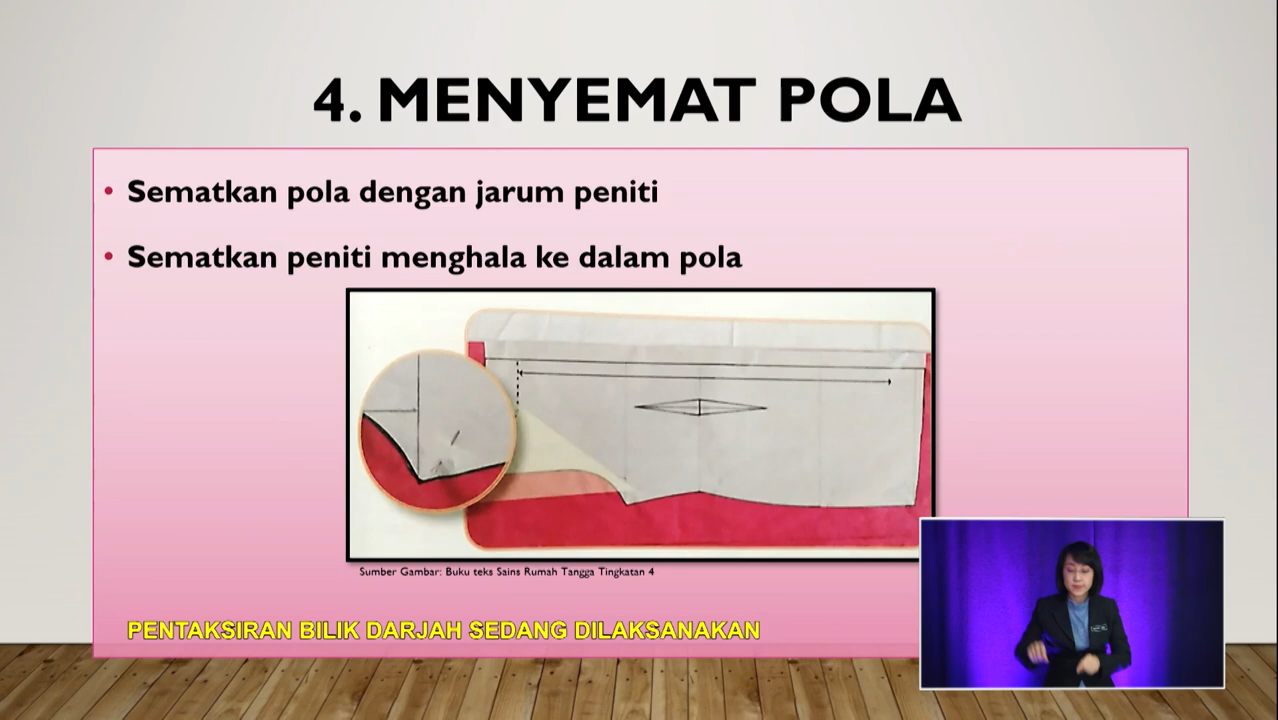 4. MENYEMAT POLA
• Sematkan pola dengan jarum peniti
• Sematkan peniti menghala ke dalam pola
Sumber Gambar: Buku teks Sains Rumah Tangga Tingkatan 4
PENTAKSIRAN BILIK DARJAH SEDANG DILAKSANAKAN